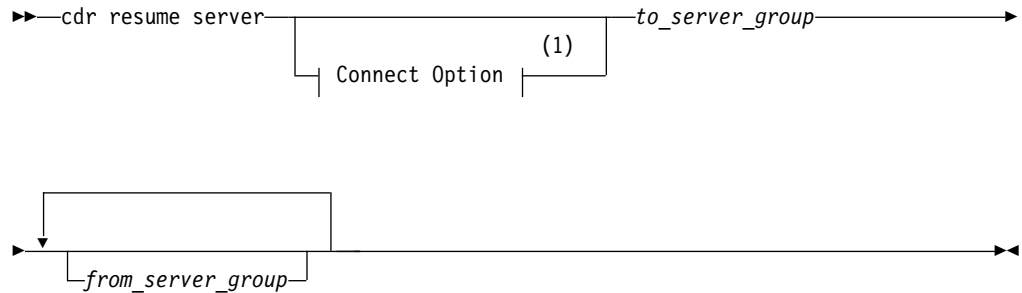 cdr resume server to_server_group
(1)
Connect Option
from_server_group